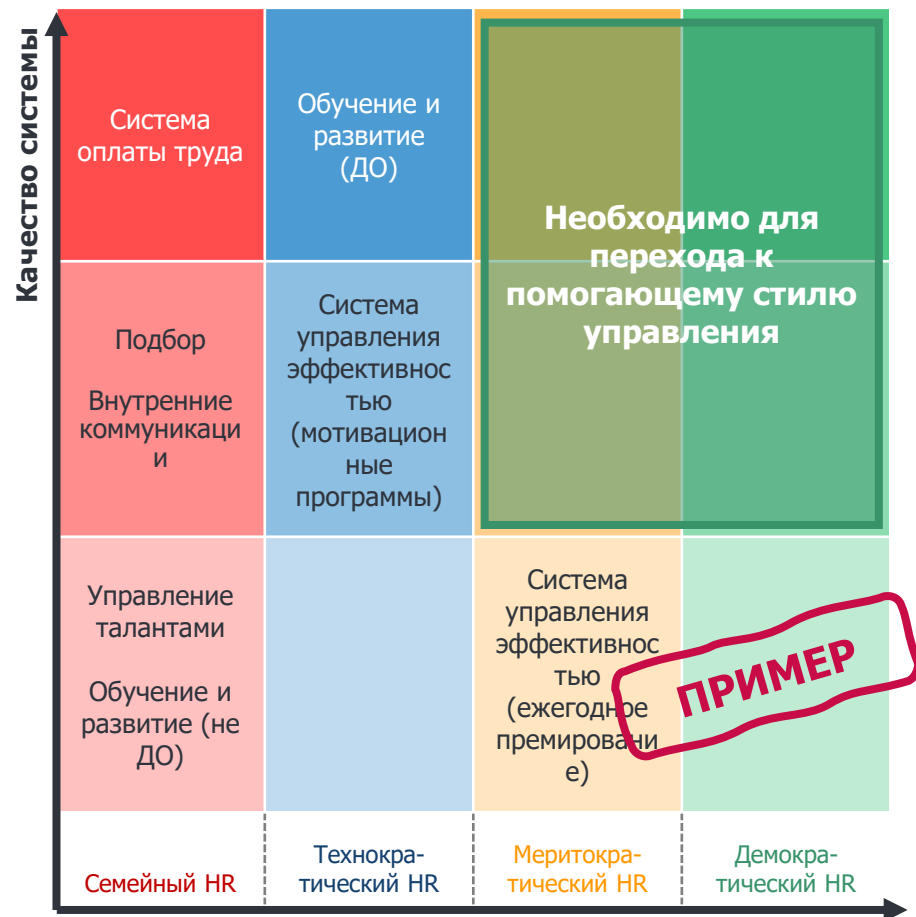 Качество системы
Система
оплаты труда
Обучение и
развитие
(ДО)
Необходимо для
перехода к
помогающему стилю
управления
Подбор
Внутренние
коммуникаци
и
Система
управления
эффективнос
тью
(мотивацион
ные
программы)
Управление
талантами
Обучение и
развитие (не
ДО)
Система
управления
эффективнос
тью
(ежегодное
премировани
е)
ПРИМЕР
Семейный HR
Технокра-
тический HR
Меритокра-
тический HR
Демокра-
тический HR